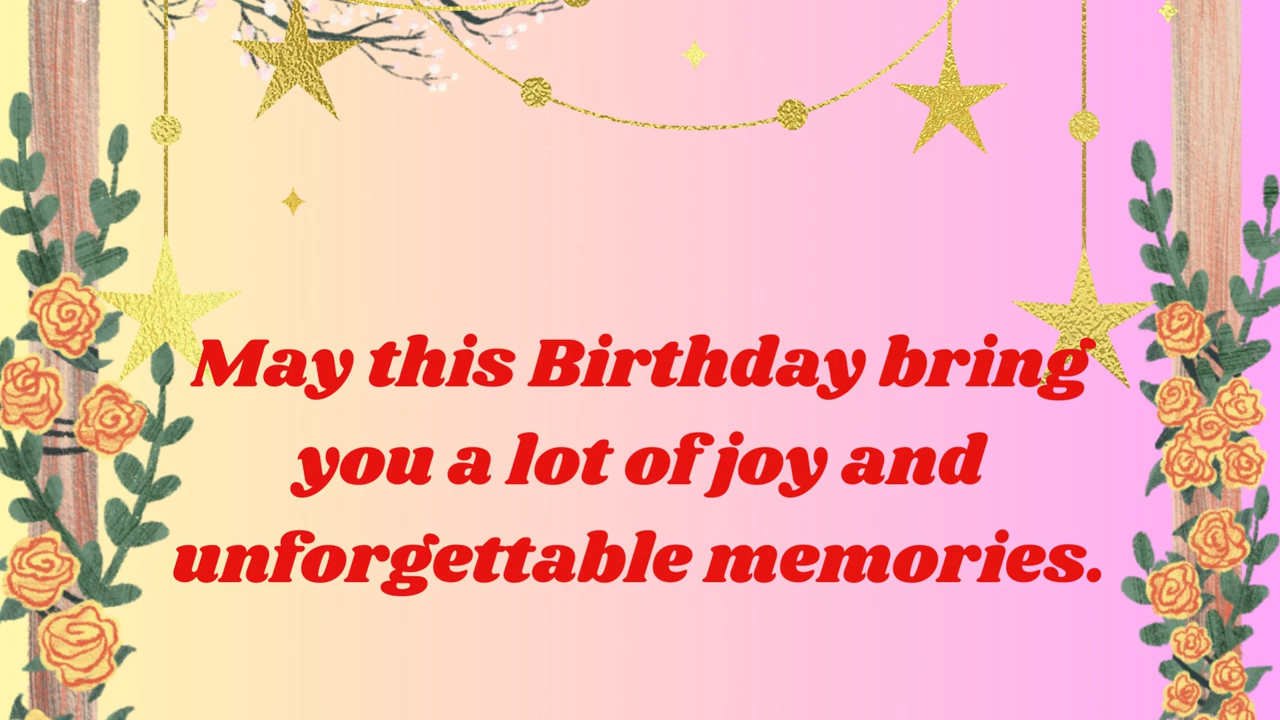 May this Birthday bring
you a lot of joy and
unforgettable memories.